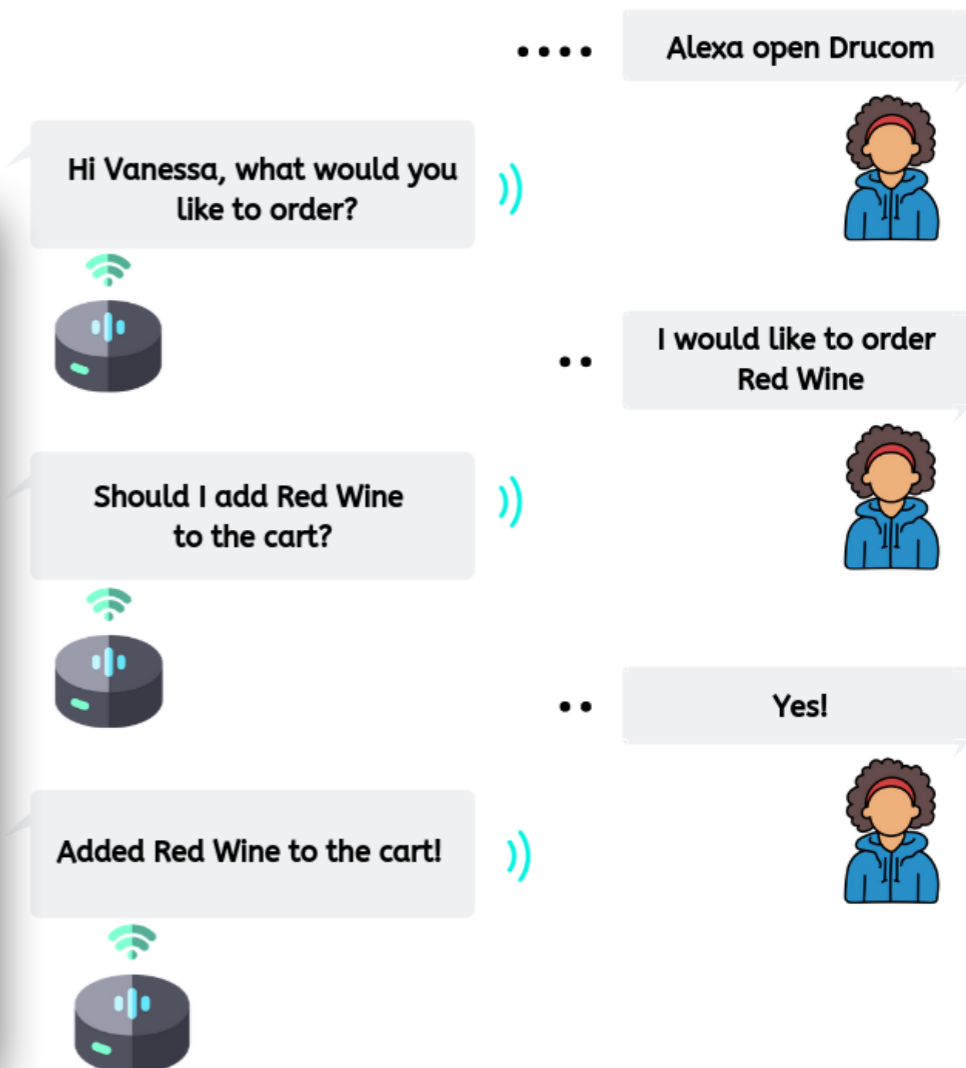 Alexa open Drucom
Hi Vanessa, what would you
like to order?
I would like to order
Red Wine
Should I add Red Wine
to the cart?
Yes!
Added Red Wine to the cart!